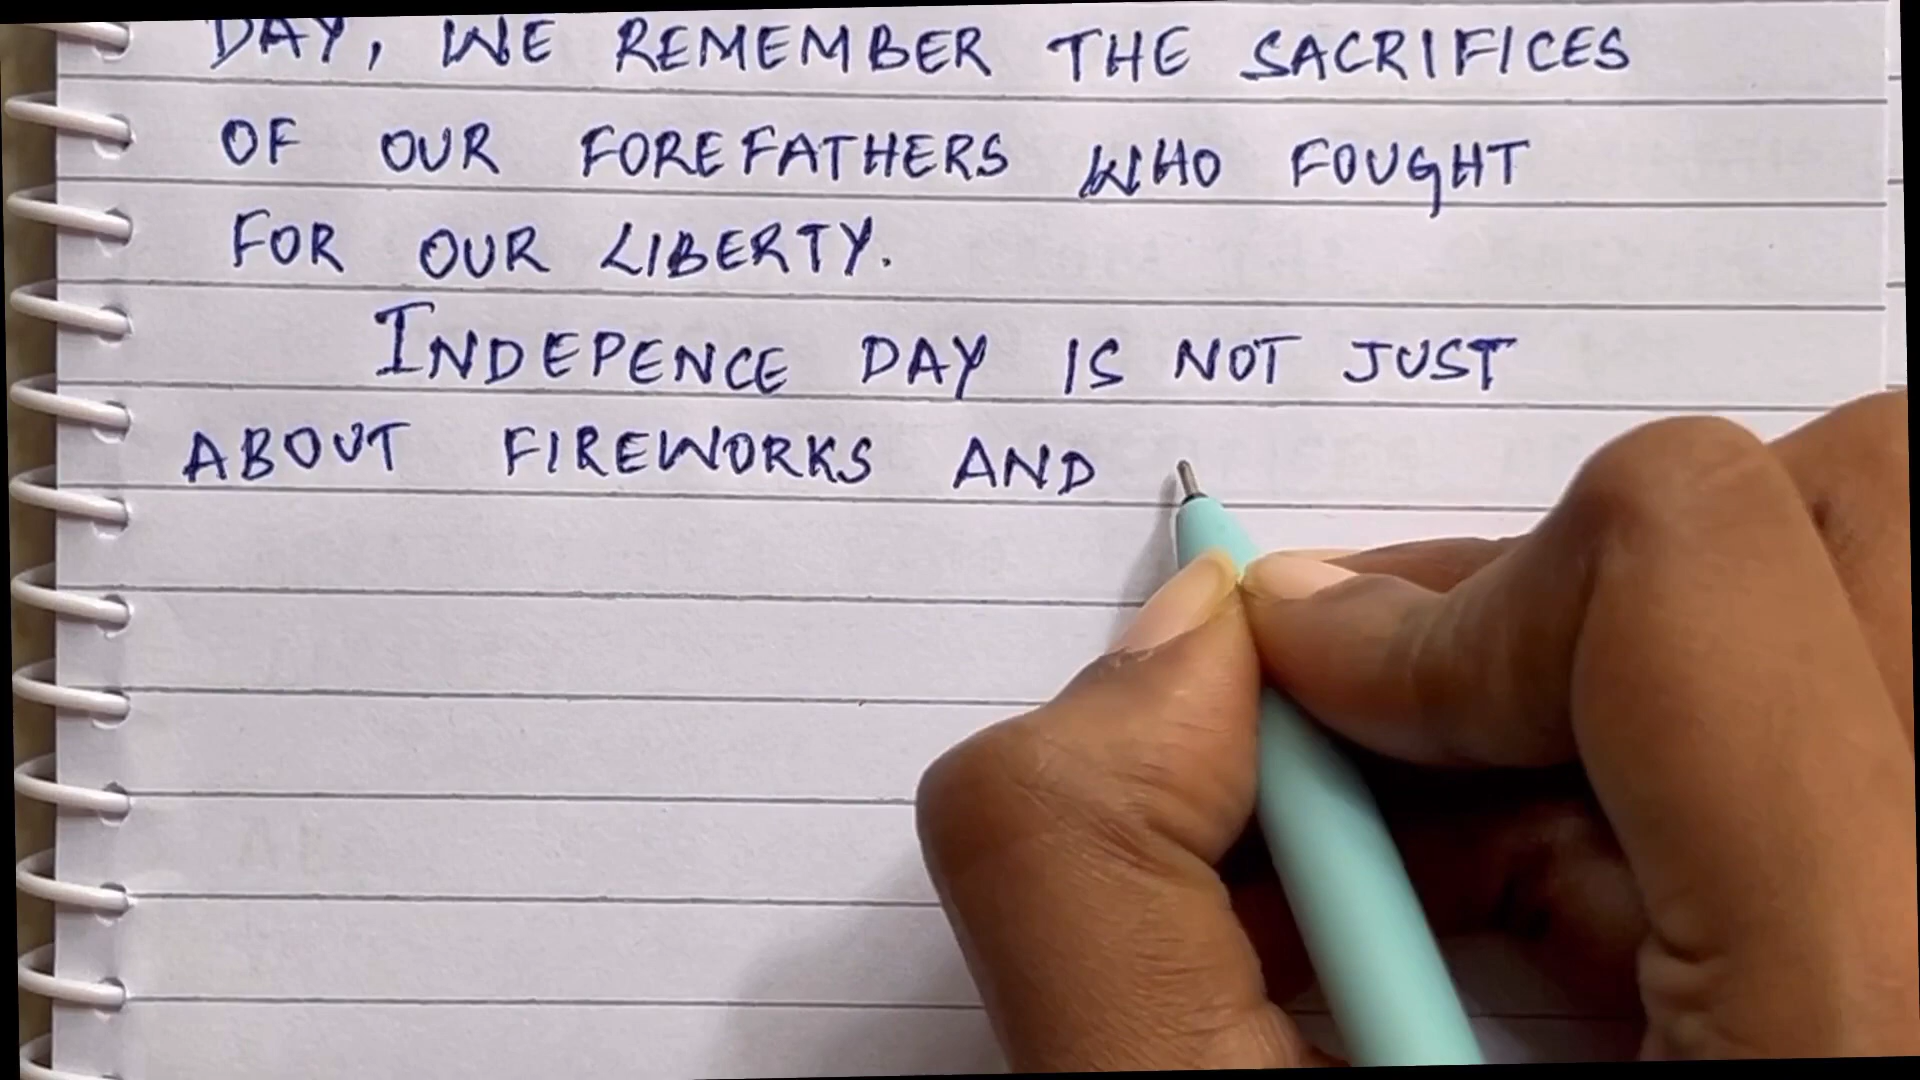 DAY, WE REMEMBER THE SACRIFICES
OF OUR FOREFATHERS WHO FOUGHT
FOR OUR LIBERTY.
INDEPENCE DAY IS NOT JUST
ABOUT FIREWORKS AND